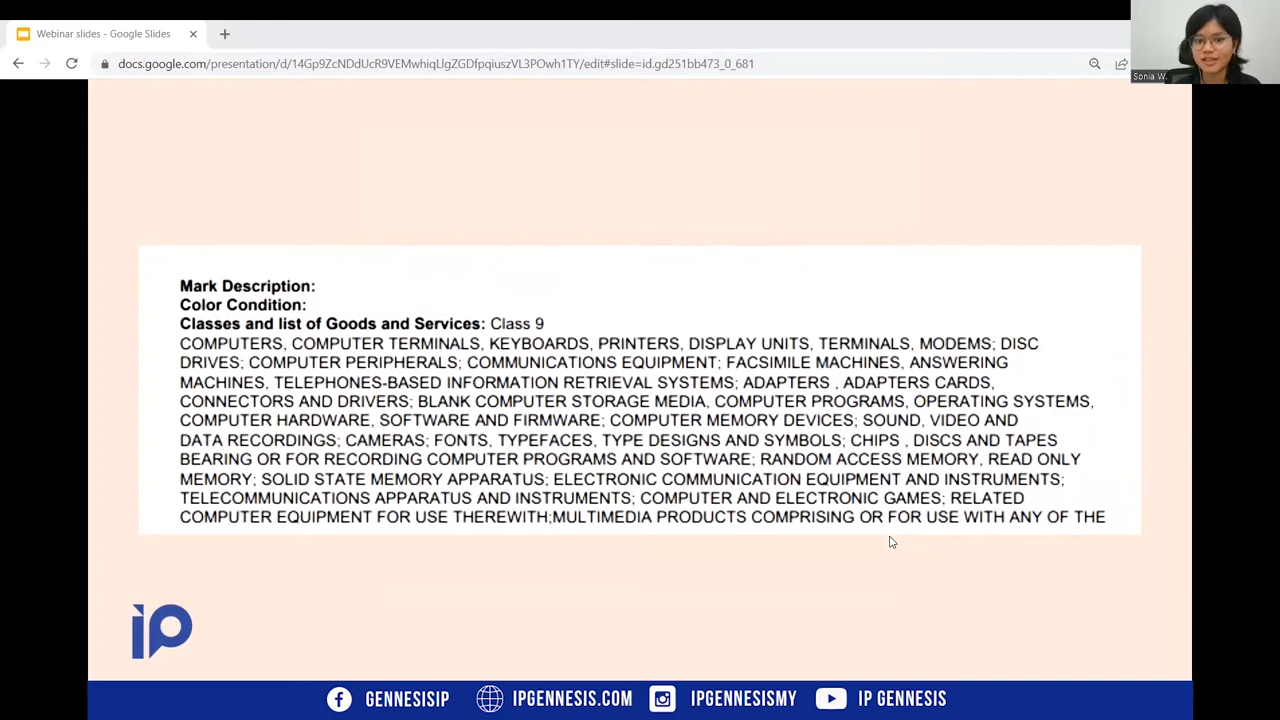 Webinar slides - Google Slides
docs.google.com/presentation/d/14Gp9ZcNDdUcR9VEMwhiqLlgZGDfpqiuszVL3POwh1TY/edit#slide=id.gd251bb473_0_681
Sonia W.
Mark Description:
Color Condition:
Classes and list of Goods and Services: Class 9
COMPUTERS, COMPUTER TERMINALS, KEYBOARDS, PRINTERS, DISPLAY UNITS, TERMINALS, MODEMS; DISC
DRIVES; COMPUTER PERIPHERALS; COMMUNICATIONS EQUIPMENT; FACSIMILE MACHINES, ANSWERING
MACHINES, TELEPHONES-BASED INFORMATION RETRIEVAL SYSTEMS; ADAPTERS , ADAPTERS CARDS,
CONNECTORS AND DRIVERS; BLANK COMPUTER STORAGE MEDIA, COMPUTER PROGRAMS, OPERATING SYSTEMS,
COMPUTER HARDWARE, SOFTWARE AND FIRMWARE; COMPUTER MEMORY DEVICES; SOUND, VIDEO AND
DATA RECORDINGS; CAMERAS; FONTS, TYPEFACES, TYPE DESIGNS AND SYMBOLS; CHIPS , DISCS AND TAPES
BEARING OR FOR RECORDING COMPUTER PROGRAMS AND SOFTWARE; RANDOM ACCESS MEMORY, READ ONLY
MEMORY; SOLID STATE MEMORY APPARATUS; ELECTRONIC COMMUNICATION EQUIPMENT AND INSTRUMENTS;
TELECOMMUNICATIONS APPARATUS AND INSTRUMENTS; COMPUTER AND ELECTRONIC GAMES; RELATED
COMPUTER EQUIPMENT FOR USE THEREWITH;MULTIMEDIA PRODUCTS COMPRISING OR FOR USE WITH ANY OF THE
ip
GENNESISIP IPGENNESIS.COM IPGENNESISMY IP GENNESIS